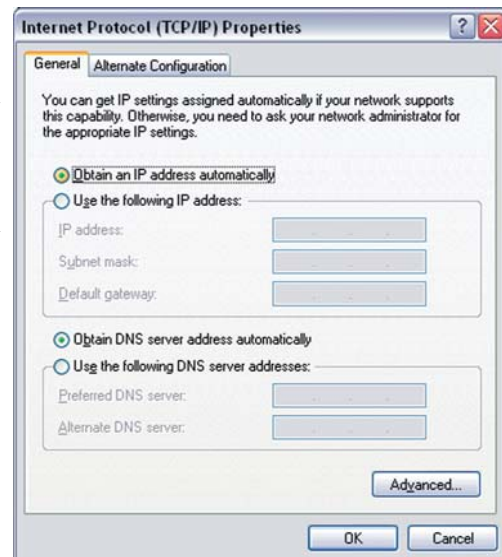 Internet Protocol (TCP/IP) Properties
General
Alternate Configuration
You can get IP settings assigned automatically if your network supports
this capability. Otherwise, you need to ask your network administrator for
the appropriate IP settings.
Obtain an IP address automatically
Use the following IP address:
IP address:
Subnet mask:
Default gateway:
Obtain DNS server address automatically
Use the following DNS server addresses:
Preferred DNS server:
Alternate DNS server:
Advanced...
OK
Cancel